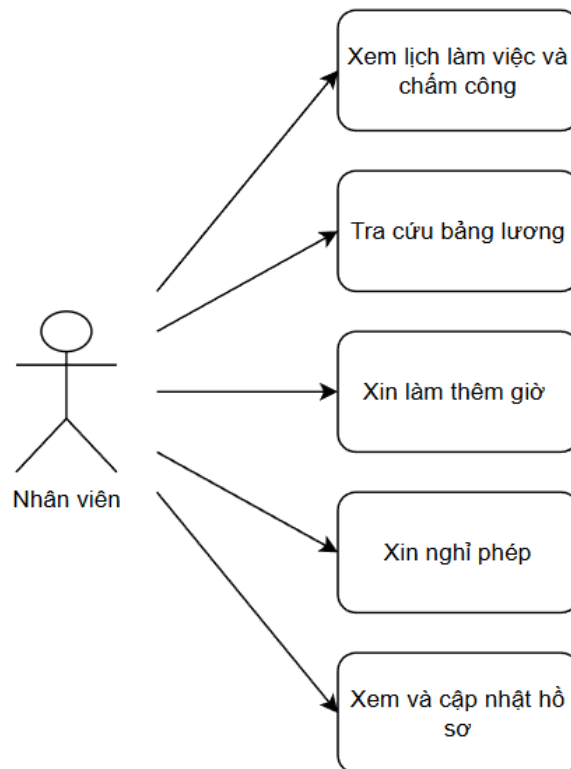 Xem lịch làm việc và
chấm công
Tra cứu bảng lương
Xin làm thêm giờ
Nhân viên
Xin nghỉ phép
Xem và cập nhật hồ
sơ